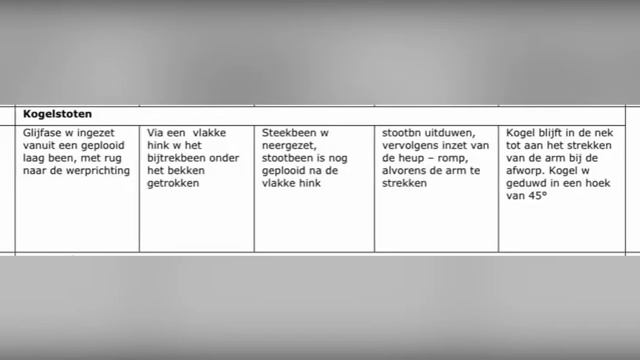 Kogelstoten
Glijfase w ingezet
vanuit een geplooid
laag been, met rug
naar de werprichting
Via een vlakke
hink w het
bijtrekbeen onder
het bekken
getrokken
Steekbeen w
neergezet,
stootbeen is nog
geplooid na de
vlakke hink
stootbn uitduwen,
vervolgens inzet van
de heup – romp,
alvorens de arm te
strekken
Kogel blijft in de nek
tot aan het strekken
van de arm bij de
afworp. Kogel w
geduwd in een hoek
van 45°